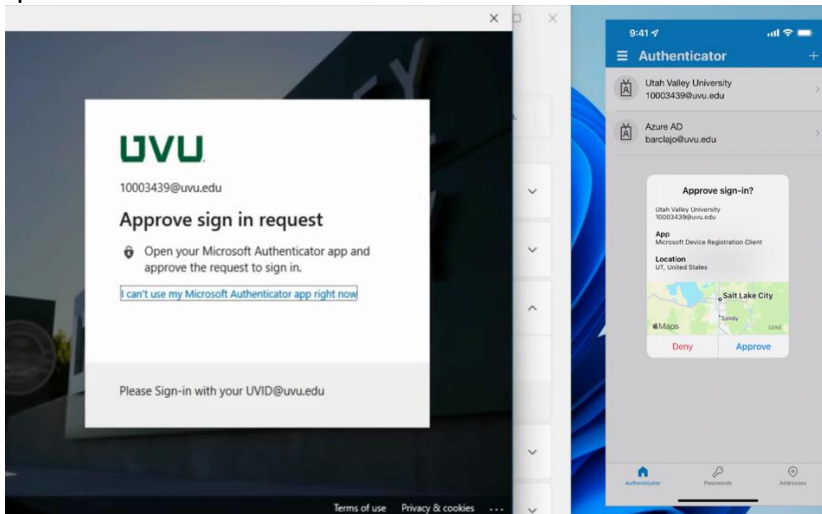 UVU
10003439@uvu.edu
Approve sign in request
Open your Microsoft Authenticator app and
approve the request to sign in.
I can't use my Microsoft Authenticator app right now
Please Sign-in with your UVID@uvu.edu
Terms of use Privacy & cookies ...
9:41
Authenticator
Utah Valley University
10003439@uvu.edu
Azure AD
barclajo@uvu.edu
Approve sign-in?
Utah Valley University
10003439@uvu.edu
App
Microsoft Device Registration Client
Location
UT, United States
Salt Lake City
Sandy
Maps
Legal
Deny Approve
Authenticator Passwords Addresses